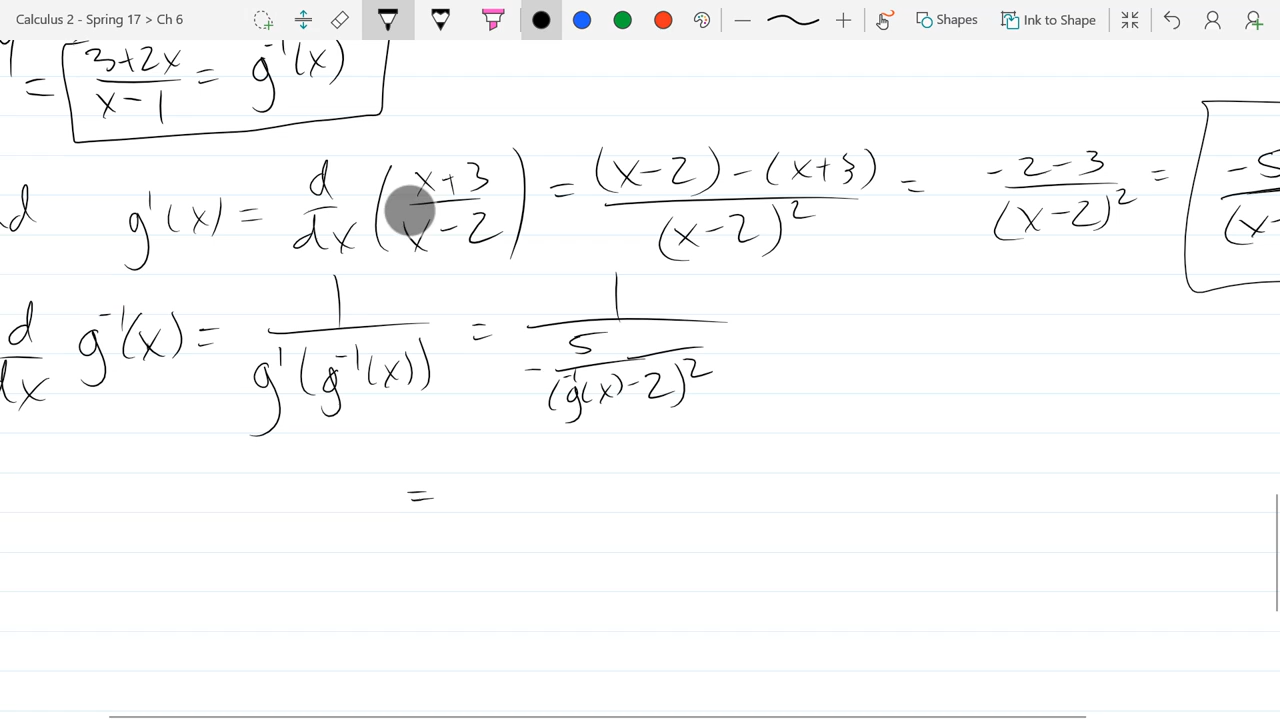 Calculus 2 - Spring 17 > Ch 6 Shapes Ink to Shape
= (3+2x)/(x-1) = g⁻¹(x)
d g'(x) = d/dx ((x+3)/(x-2)) = ((x-2)-(x+3))/(x-2)² = (-2-3)/(x-2)² = -5/(x-
d/dx g⁻¹(x) = 1/(g'(g⁻¹(x))) = 1/(-5/(g⁻¹(x)-2)²)
=